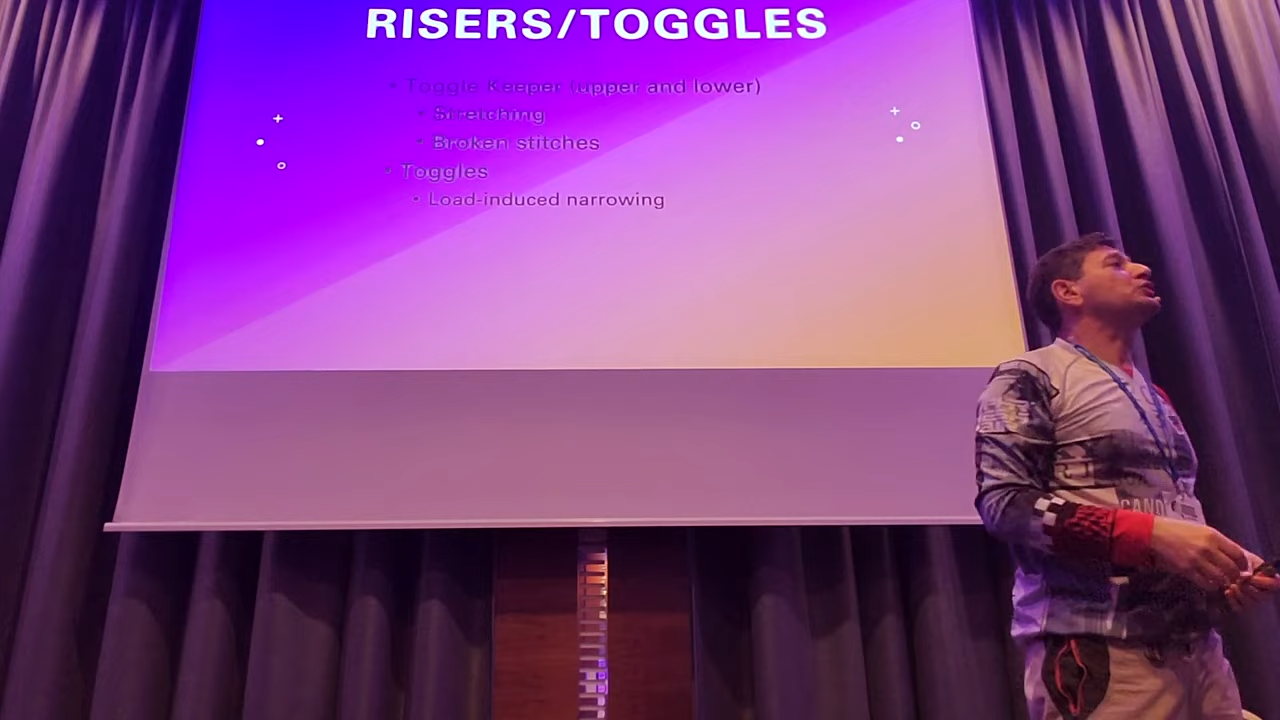 RISERS/TOGGLES
• Toggle Keeper (upper and lower)
• Stretching
• Broken stitches
• Toggles
• Load-induced narrowing